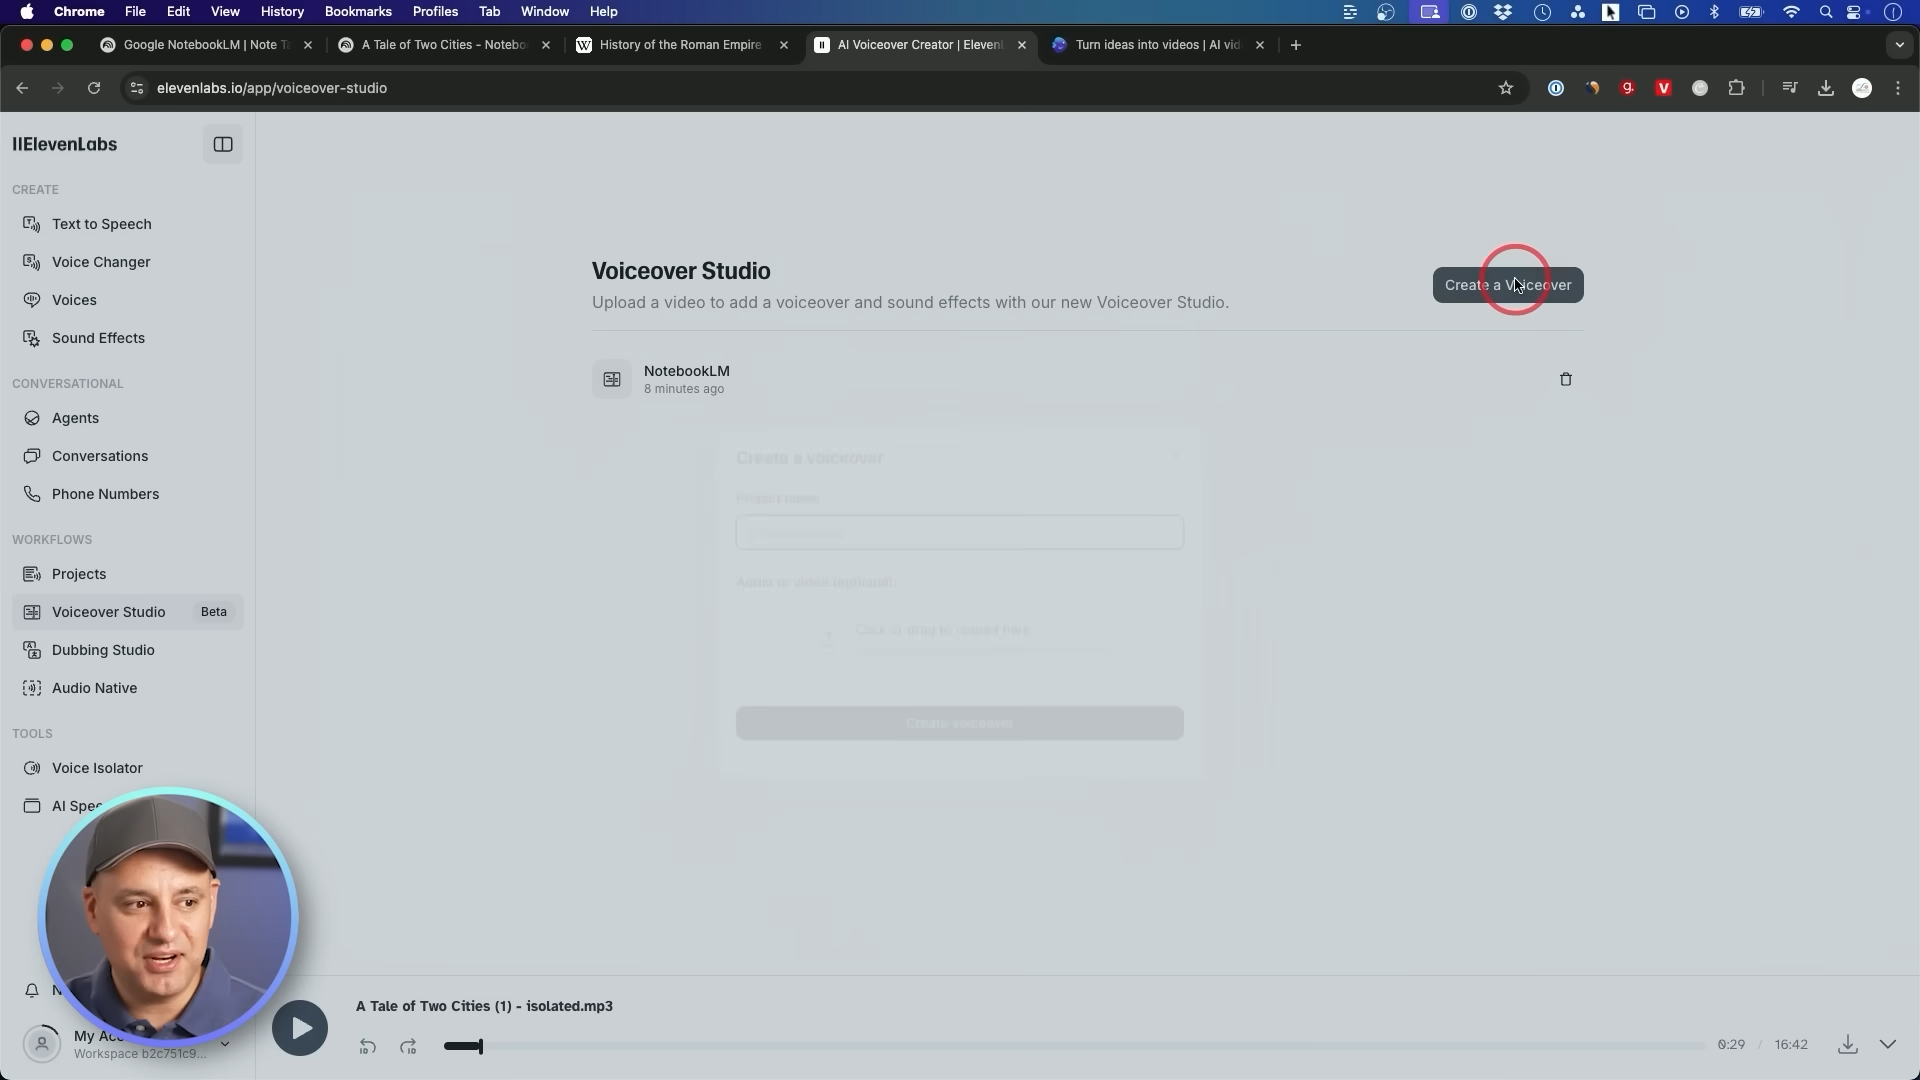 Chrome File Edit View History Bookmarks Profiles Tab Window Help
Google NotebookLM | Note T
A Tale of Two Cities - Notebo
History of the Roman Empire
AI Voiceover Creator | Eleven
Turn ideas into videos | AI vid
elevenlabs.io/app/voiceover-studio
IIElevenLabs
CREATE
Text to Speech
Voice Changer
Voices
Sound Effects
CONVERSATIONAL
Agents
Conversations
Phone Numbers
WORKFLOWS
Projects
Voiceover Studio Beta
Dubbing Studio
Audio Native
TOOLS
Voice Isolator
AI Spee
N
My Acc
Workspace b2c751c9...
Voiceover Studio
Upload a video to add a voiceover and sound effects with our new Voiceover Studio.
Create a Voiceover
NotebookLM
8 minutes ago
Create a voiceover
Project name
Audio or video (optional)
Click or drag to upload here
Create voiceover
A Tale of Two Cities (1) - isolated.mp3
10 10
0:29 / 16:42